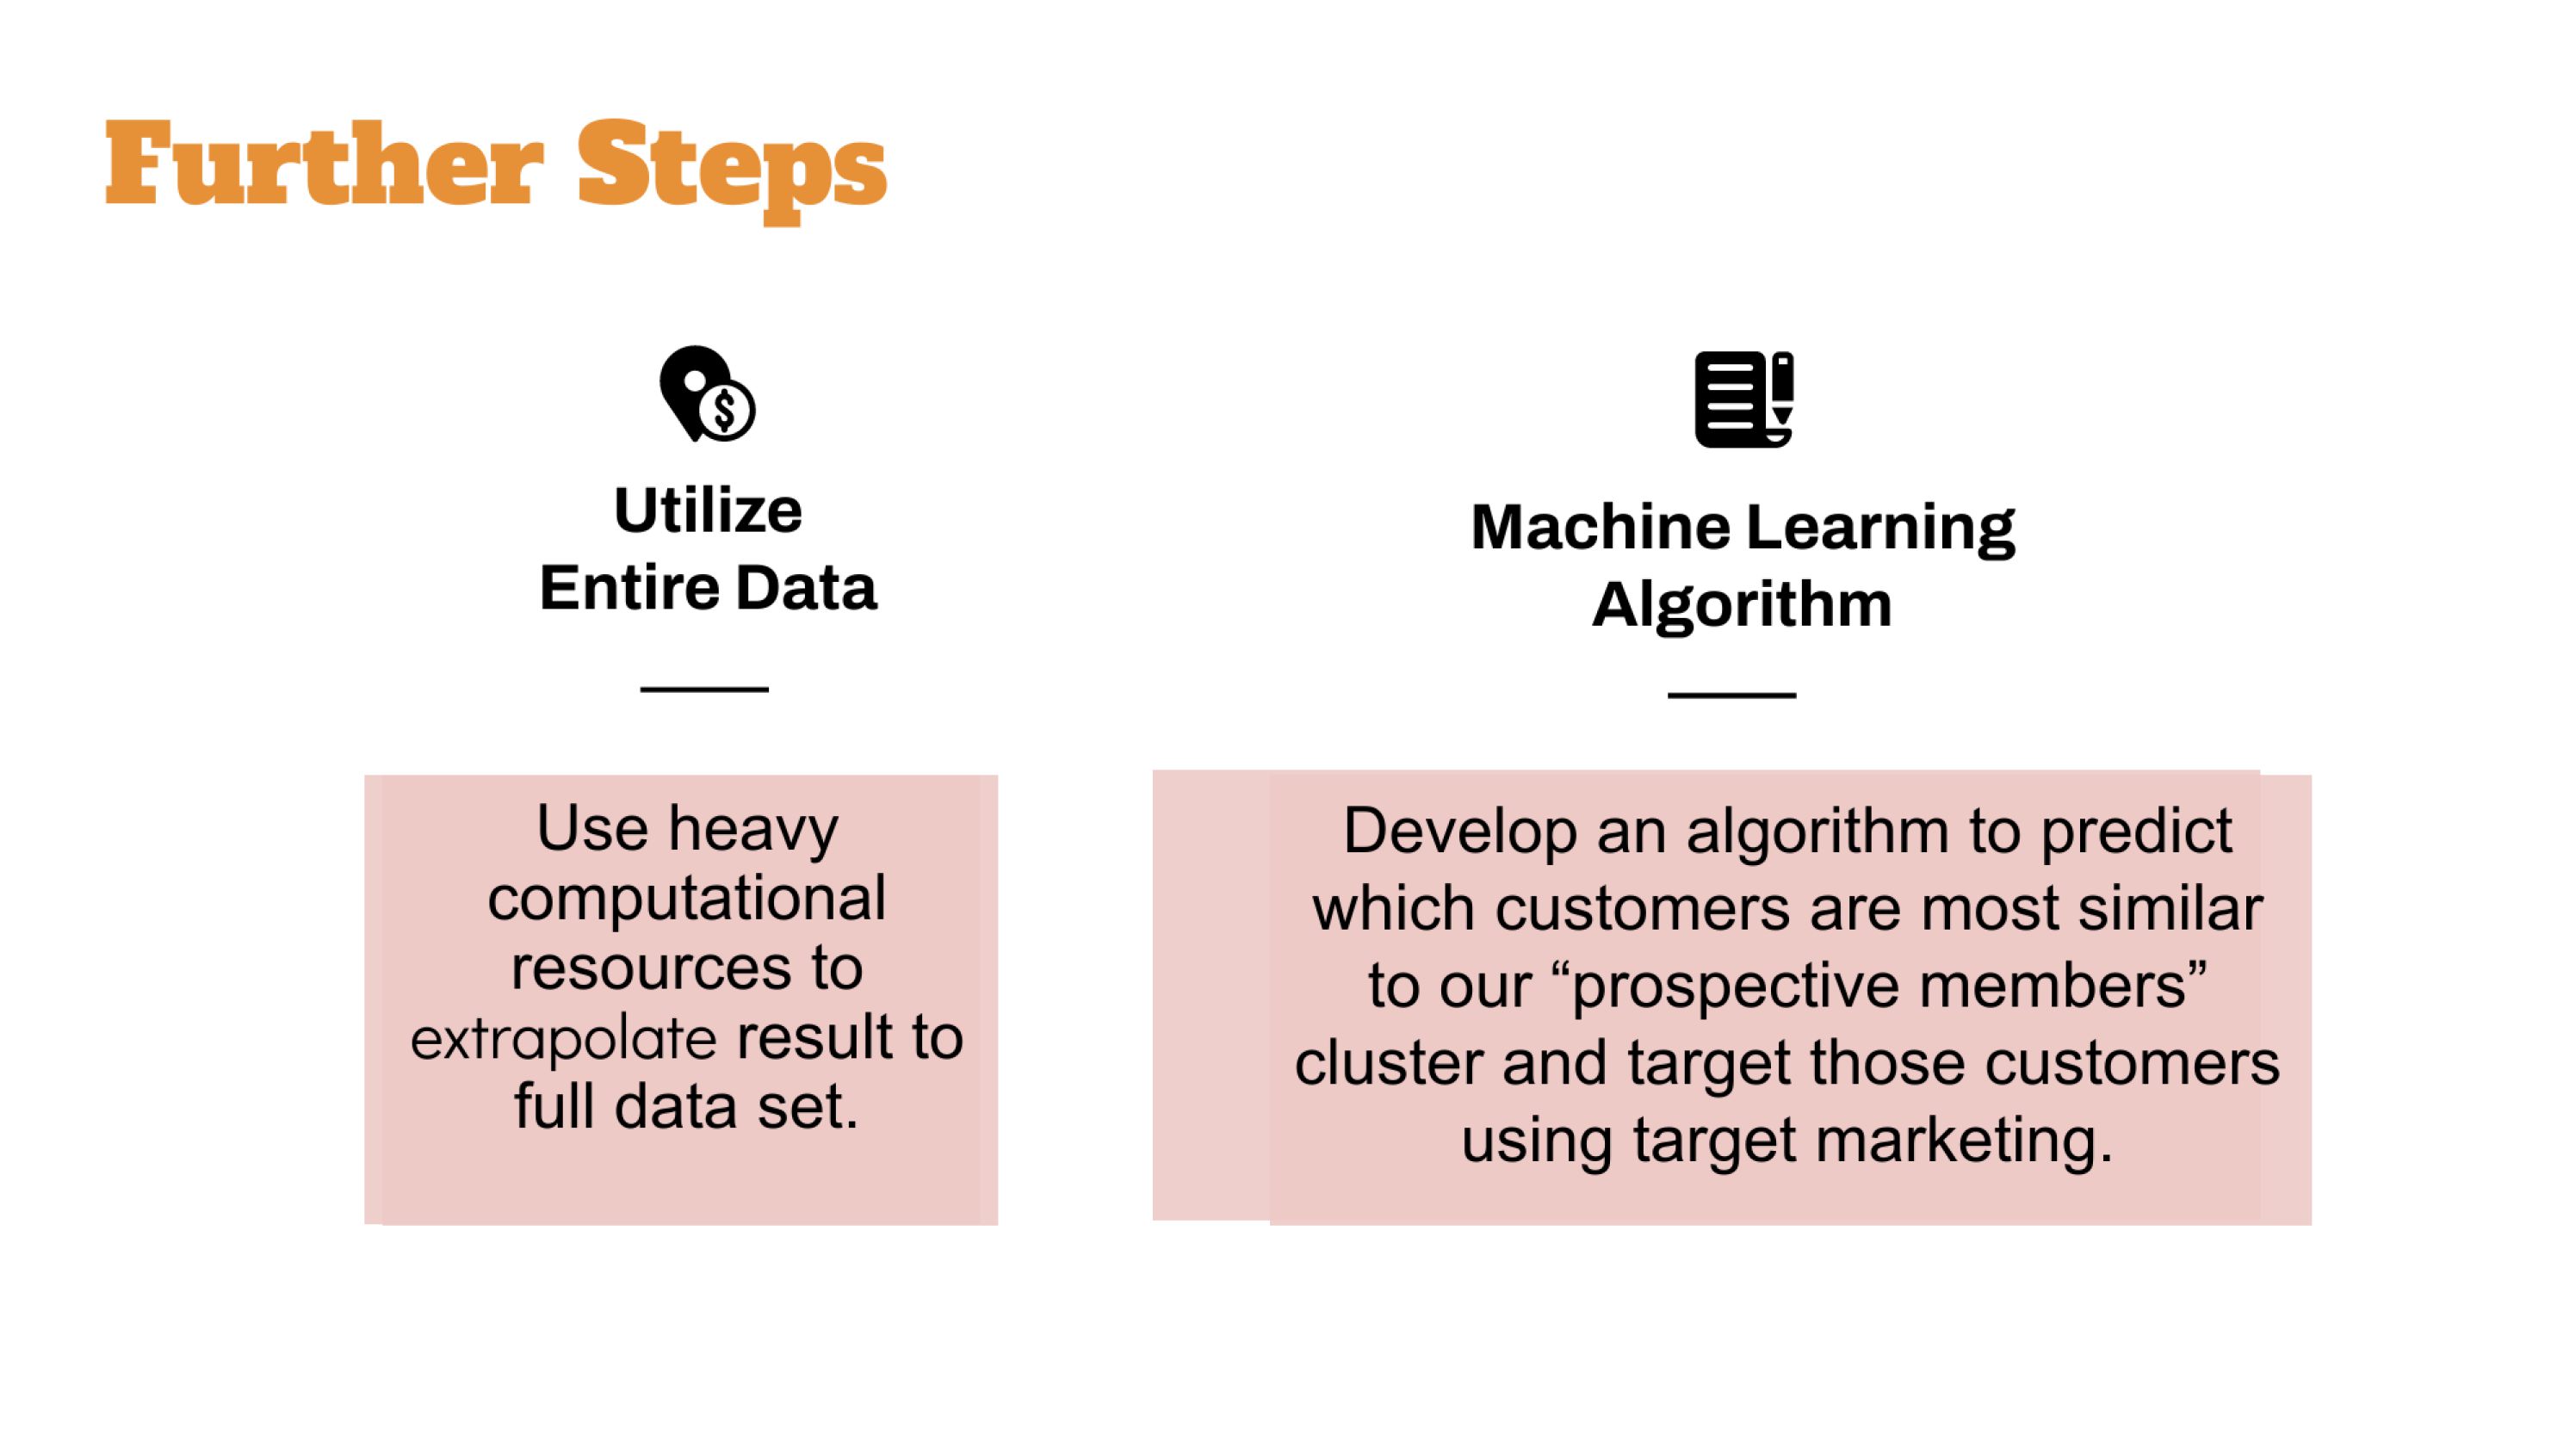 Further Steps
Utilize
Entire Data
Use heavy
computational
resources to
extrapolate result to
full data set.
Machine Learning
Algorithm
Develop an algorithm to predict
which customers are most similar
to our “prospective members”
cluster and target those customers
using target marketing.